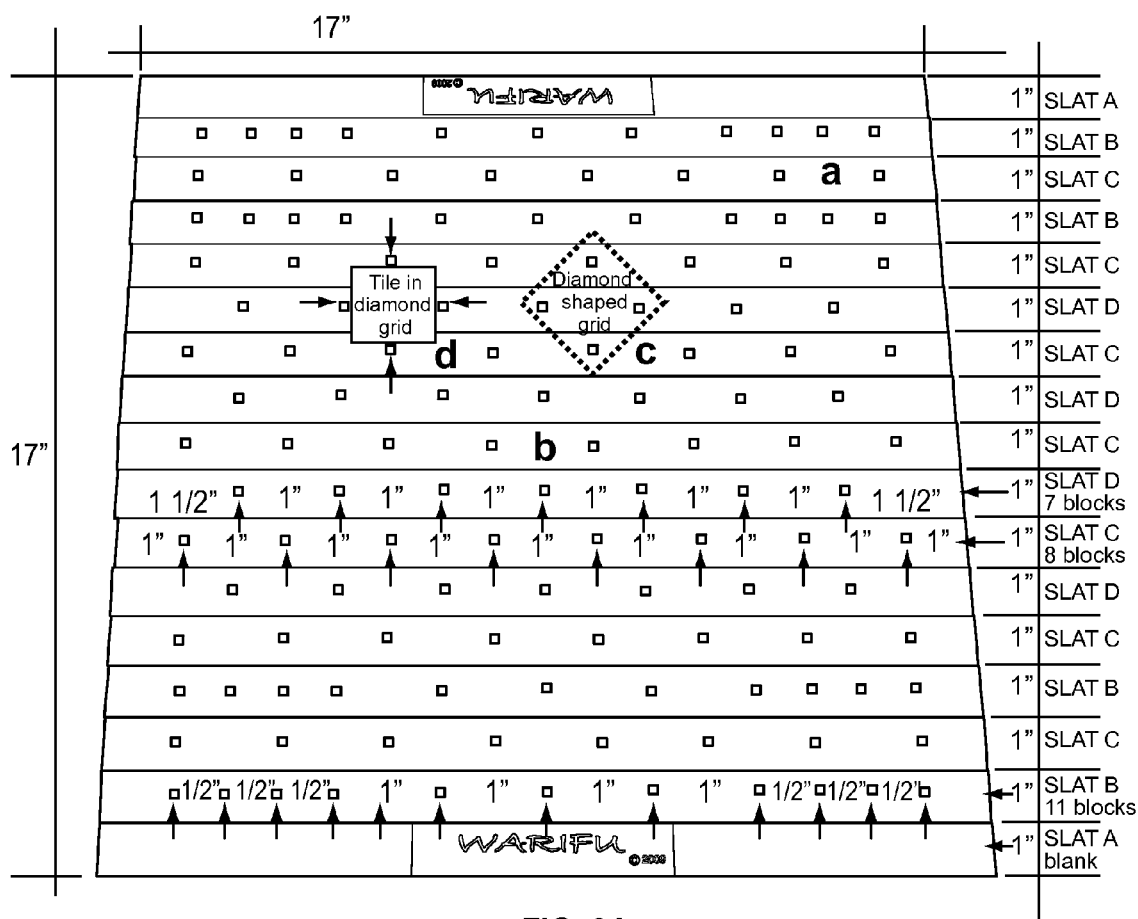 17”
WARIFU
© 2009
1” SLAT A
1” SLAT B
a
1” SLAT C
1” SLAT B
1” SLAT C
Tile in
diamond
grid
Diamond
shaped
grid
1” SLAT D
d
c
1” SLAT C
1” SLAT D
17”
b
1” SLAT C
1 1/2” 1” 1” 1” 1” 1” 1” 1 1/2”
1” SLAT D
7 blocks
1” 1” 1” 1” 1” 1” 1” 1” 1”
1” SLAT C
8 blocks
1” SLAT D
1” SLAT C
1” SLAT B
1” SLAT C
1/2” 1/2” 1/2” 1” 1” 1” 1” 1/2” 1/2” 1/2”
1” SLAT B
11 blocks
WARIFU
© 2009
1” SLAT A
blank